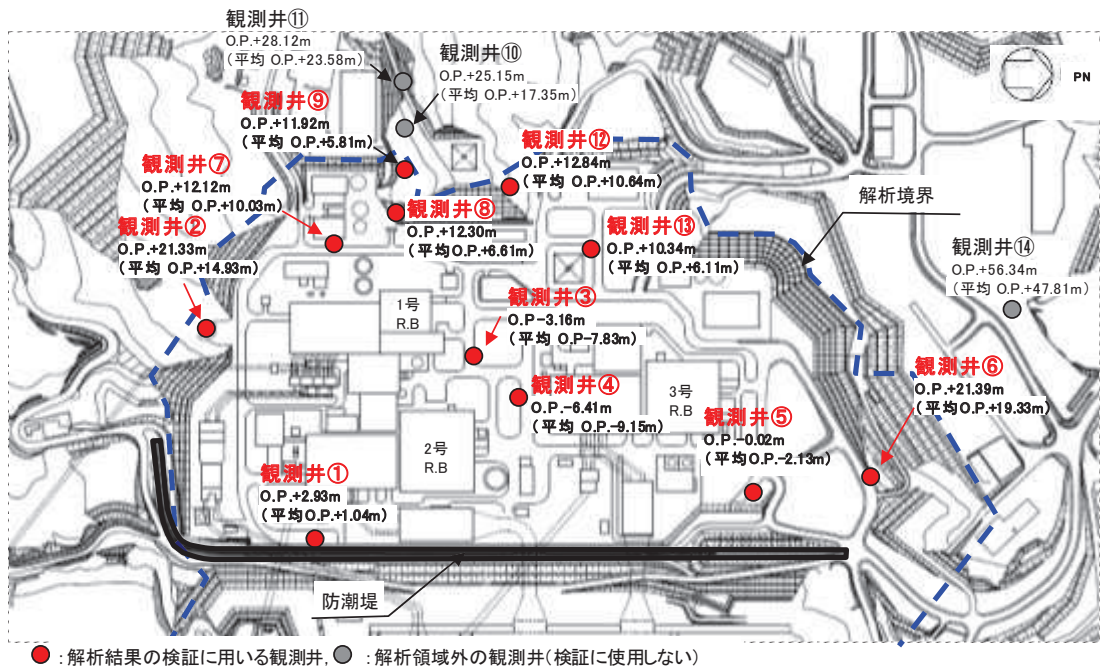 観測井⑪
O.P.+28.12m
(平均 O.P.+23.58m)
観測井⑩
O.P.+25.15m
(平均 O.P.+17.35m)
PN
観測井⑨
O.P.+11.92m
(平均 O.P.+5.81m)
観測井⑫
O.P.+12.84m
(平均 O.P.+10.64m)
観測井⑦
O.P.+12.12m
(平均 O.P.+10.03m)
解析境界
観測井⑧
O.P.+12.30m
(平均 O.P.+6.61m)
観測井⑬
O.P.+10.34m
(平均 O.P.+6.11m)
観測井②
O.P.+21.33m
(平均 O.P.+14.93m)
観測井⑭
O.P.+56.34m
(平均 O.P.+47.81m)
観測井③
O.P-3.16m
(平均 O.P-7.83m)
1号
R.B
観測井⑥
O.P.+21.39m
(平均O.P.+19.33m)
観測井④
O.P.-6.41m
(平均 O.P.-9.15m)
3号
R.B
観測井⑤
O.P.-0.02m
(平均O.P.-2.13m)
2号
R.B
観測井①
O.P.+2.93m
(平均O.P.+1.04m)
防潮堤
:解析結果の検証に用いる観測井, :解析領域外の観測井(検証に使用しない)